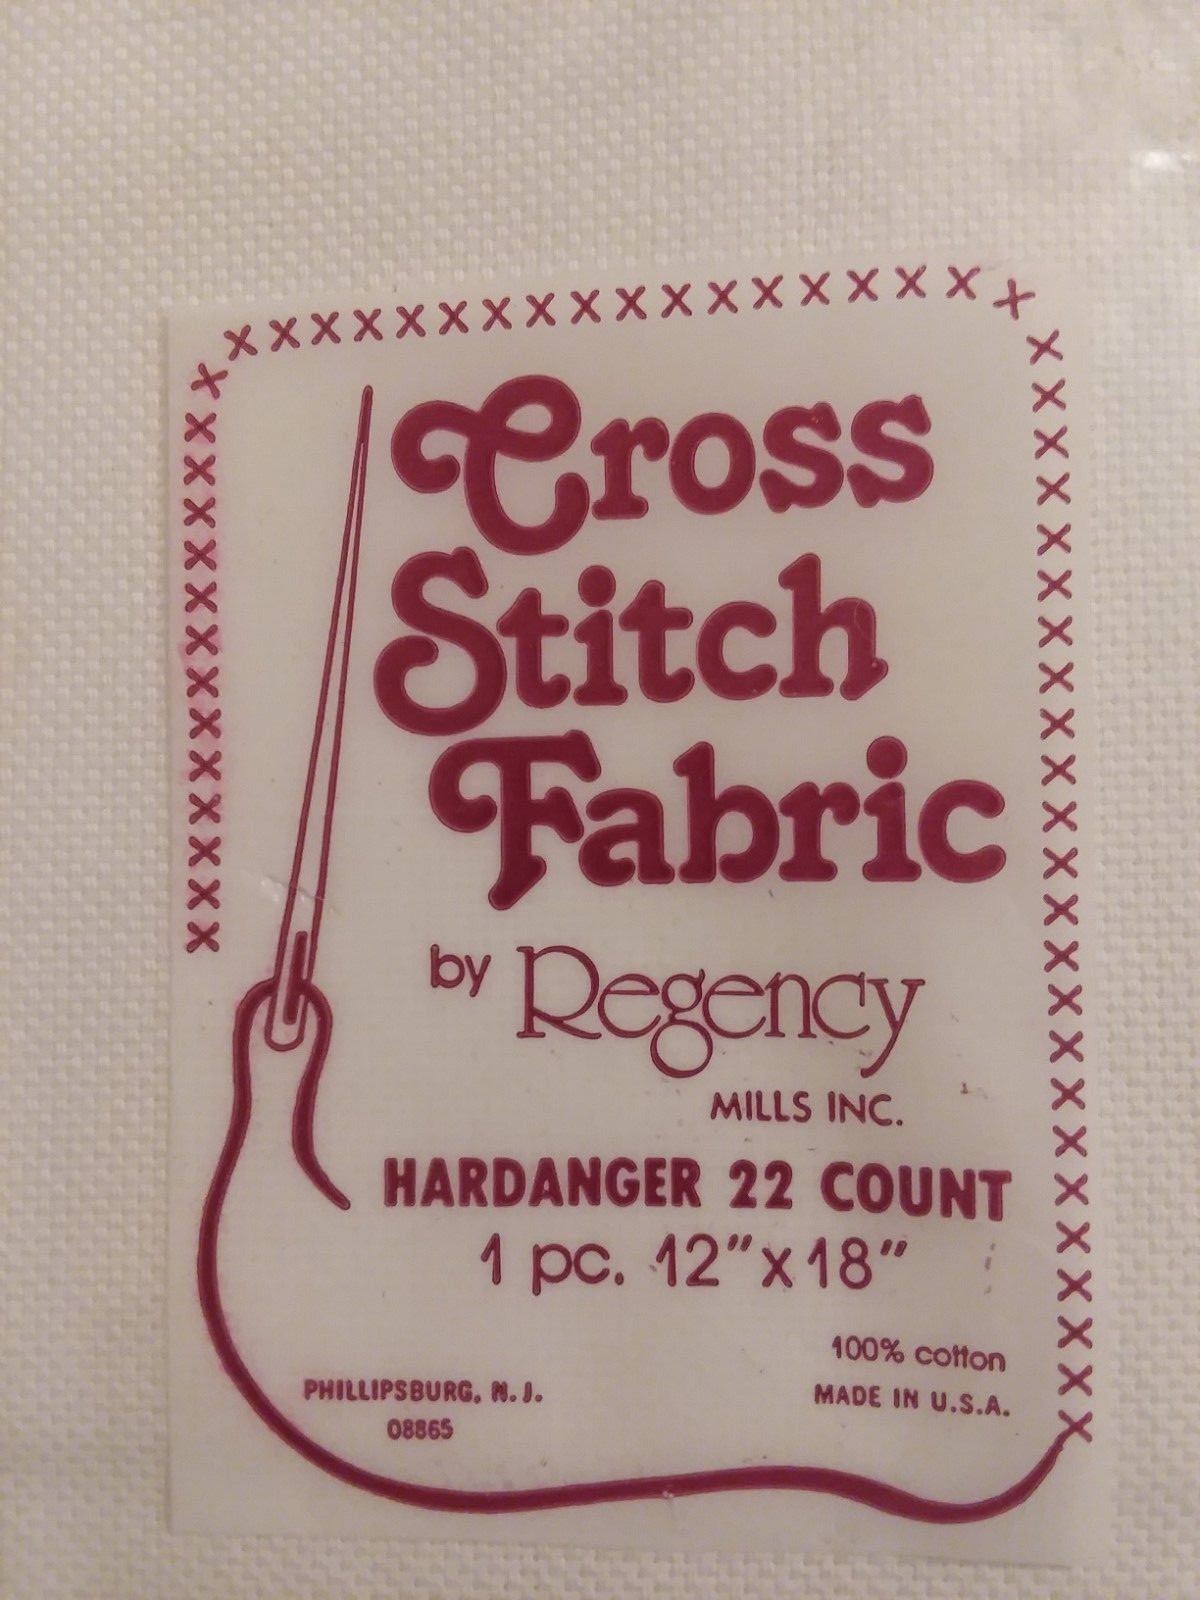 Cross
Stitch
Fabric
by Regency
MILLS INC.
HARDANGER 22 COUNT
1 pc. 12" x 18"
100% cotton
PHILLIPSBURG, N.J.
MADE IN U.S.A.
08865